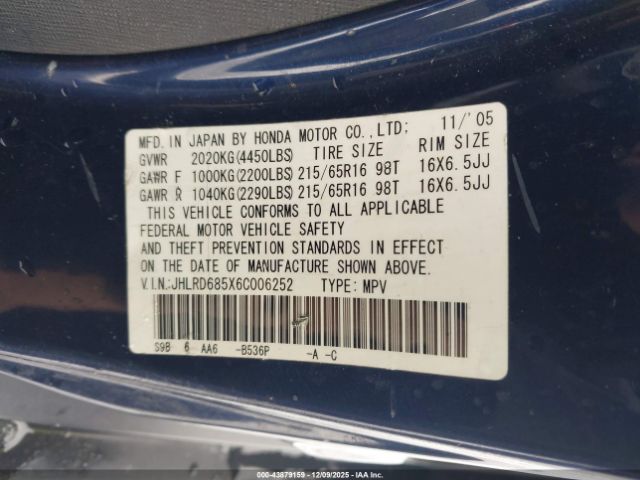 MFD. IN JAPAN BY HONDA MOTOR CO.,LTD; 11/'05
GVWR 2020KG(4450LBS) TIRE SIZE RIM SIZE
GAWR F 1000KG(2200LBS) 215/65R16 98T 16X6.5JJ
GAWR R 1040KG(2290LBS) 215/65R16 98T 16X6.5JJ
THIS VEHICLE CONFORMS TO ALL APPLICABLE
FEDERAL MOTOR VEHICLE SAFETY
AND THEFT PREVENTION STANDARDS IN EFFECT
ON THE DATE OF MANUFACTURE SHOWN ABOVE.
V.I.N:JHLRD685X6C006252 TYPE: MPV
S9B 6 AA6 -B536P -A -C
000-43879159 - 12/09/2025 - IAA Inc.